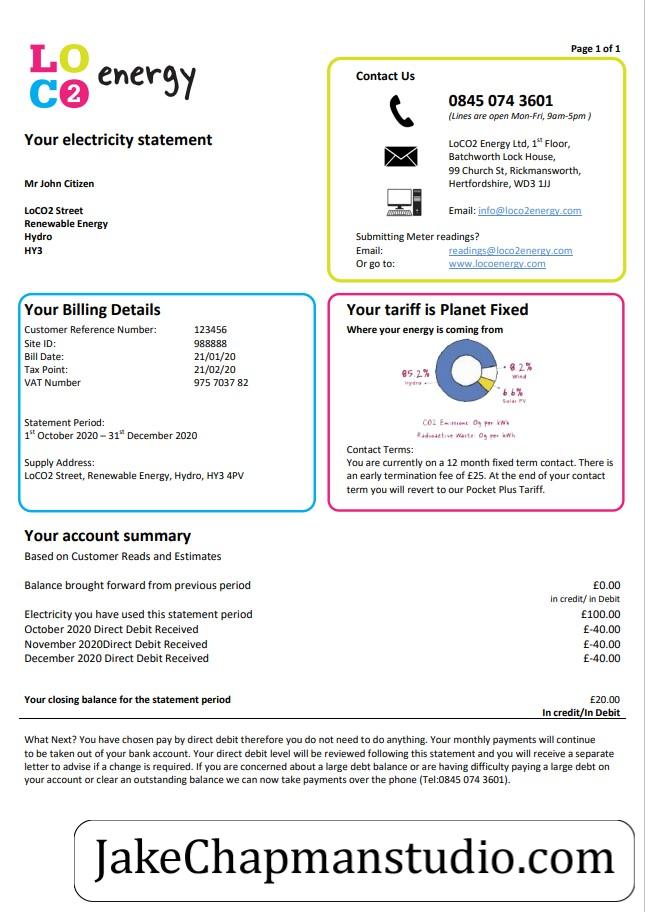 Page 1 of 1
LO
CO2 energy
Contact Us
0845 074 3601
(Lines are open Mon-Fri, 9am-5pm )
Your electricity statement
LoCO2 Energy Ltd, 1st Floor,
Batchworth Lock House,
99 Church St, Rickmansworth,
Hertfordshire, WD3 1JJ
Mr John Citizen
LoCO2 Street
Renewable Energy
Hydro
HY3
Email: info@loco2energy.com
Submitting Meter readings?
Email: readings@loco2energy.com
Or go to: www.locoenergy.com
Your Billing Details
Customer Reference Number: 123456
Site ID: 988888
Bill Date: 21/01/20
Tax Point: 21/02/20
VAT Number 975 7037 82
Statement Period:
1st October 2020 – 31st December 2020
Supply Address:
LoCO2 Street, Renewable Energy, Hydro, HY3 4PV
Your tariff is Planet Fixed
Where your energy is coming from
85.2%
Hydro
8.2%
Wind
6.6%
Solar PV
CO2 Emissions 0g per kWh
Radioactive Waste 0g per kWh
Contact Terms:
You are currently on a 12 month fixed term contact. There is
an early termination fee of £25. At the end of your contact
term you will revert to our Pocket Plus Tariff.
Your account summary
Based on Customer Reads and Estimates
Balance brought forward from previous period £0.00
in credit/ in Debit
Electricity you have used this statement period £100.00
October 2020 Direct Debit Received £-40.00
November 2020Direct Debit Received £-40.00
December 2020 Direct Debit Received £-40.00
Your closing balance for the statement period £20.00
In credit/In Debit
What Next? You have chosen pay by direct debit therefore you do not need to do anything. Your monthly payments will continue
to be taken out of your bank account. Your direct debit level will be reviewed following this statement and you will receive a separate
letter to advise if a change is required. If you are concerned about a large debt balance or are having difficulty paying a large debt on
your account or clear an outstanding balance we can now take payments over the phone (Tel:0845 074 3601).
JakeChapmanstudio.com